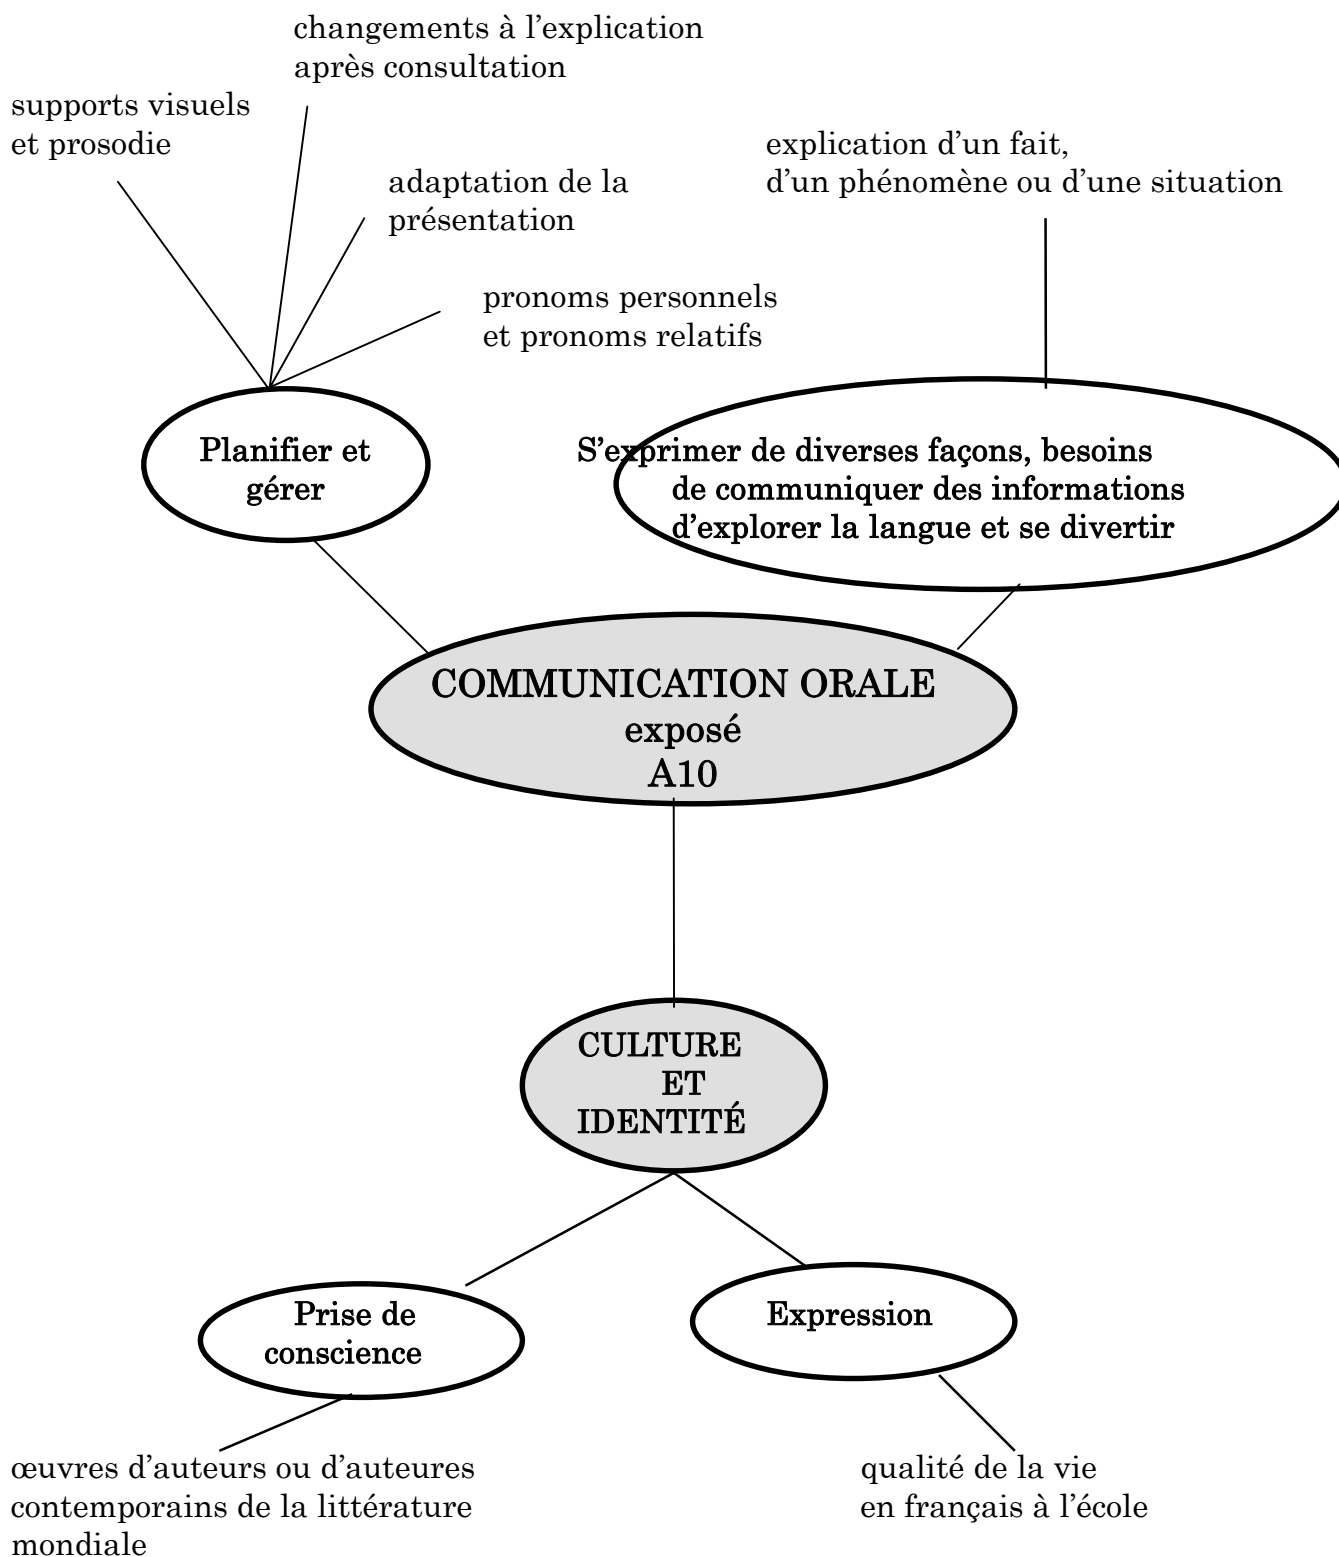 changements à l’explication
après consultation
supports visuels
et prosodie
explication d’un fait,
d’un phénomène ou d’une situation
adaptation de la
présentation
pronoms personnels
et pronoms relatifs
Planifier et
gérer
S’exprimer de diverses façons, besoins
de communiquer des informations
d’explorer la langue et se divertir
COMMUNICATION ORALE
exposé
A10
CULTURE
ET
IDENTITÉ
Prise de
conscience
Expression
œuvres d’auteurs ou d’auteures
contemporains de la littérature
mondiale
qualité de la vie
en français à l’école